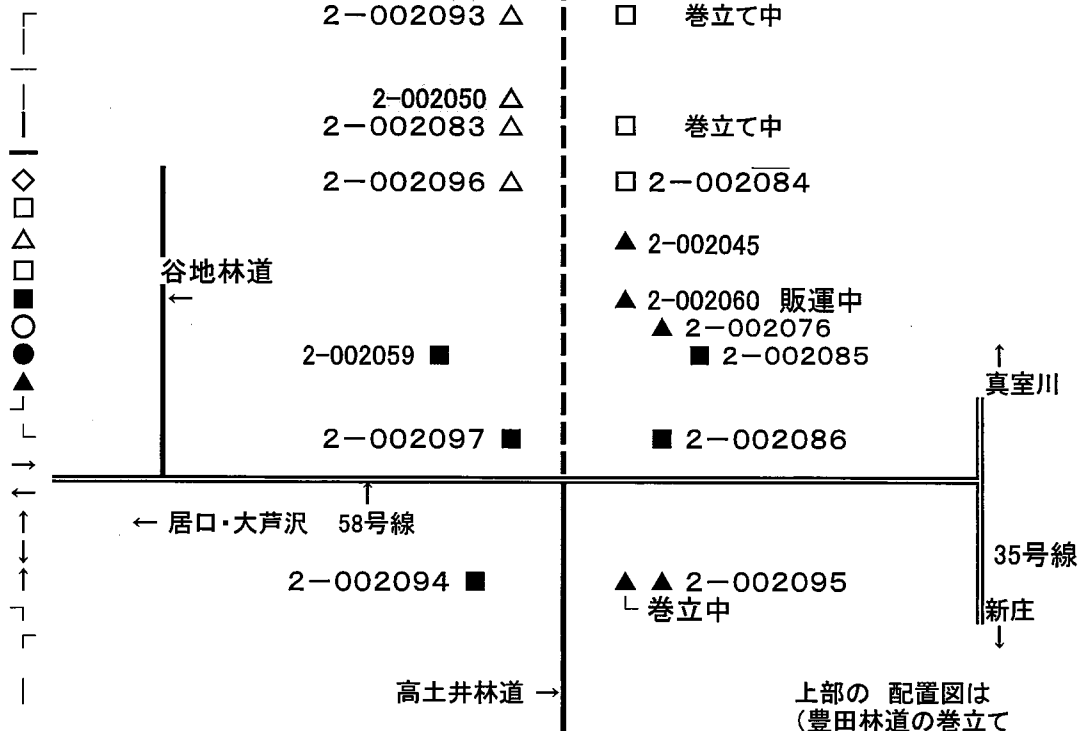 2－002093 △ □ 巻立て中
2-002050 △
2－002083 △ □ 巻立て中
2－002096 △ □ 2－002084
▲ 2-002045
谷地林道
←
▲ 2-002060 販運中
▲ 2－002076
2-002059 ■ ■ 2－002085
↑
真室川
2－002097 ■ ■ 2－002086
↑
← 居口・大芦沢 58号線
35号線
2－002094 ■ ▲ ▲ 2－002095
└ 巻立中
新庄
↓
高土井林道 →
上部の 配置図は
（豊田林道の巻立て